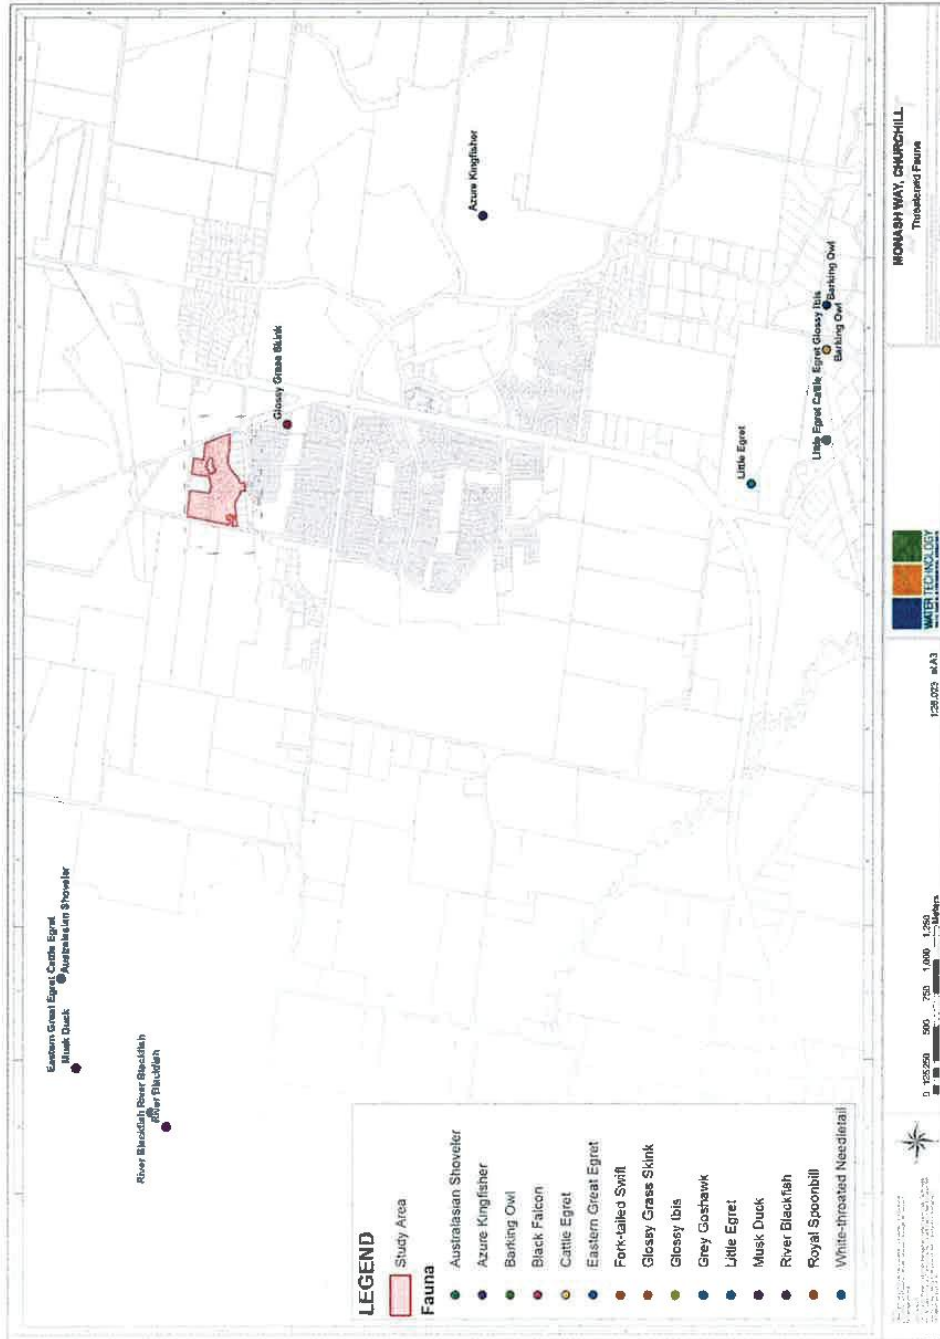 Eastern Great Egret Cattle Egret
Musk Duck
Australasian Shoveler
River Blackfish River Blackfish
River Blackfish
Glossy Grass Skink
Azure Kingfisher
Little Egret
Little Egret Cattle Egret Glossy Ibis
Barking Owl
Barking Owl
LEGEND
Study Area
Fauna
Australasian Shoveler
Azure Kingfisher
Barking Owl
Black Falcon
Cattle Egret
Eastern Great Egret
Fork-tailed Swift
Glossy Grass Skink
Glossy Ibis
Grey Goshawk
Little Egret
Musk Duck
River Blackfish
Royal Spoonbill
White-throated Needletail
0 125 250 500 750 1,000 1,250
Meters
at A3
WATER TECHNOLOGY
MONASH WAY, CHURCHILL
Threatened Fauna